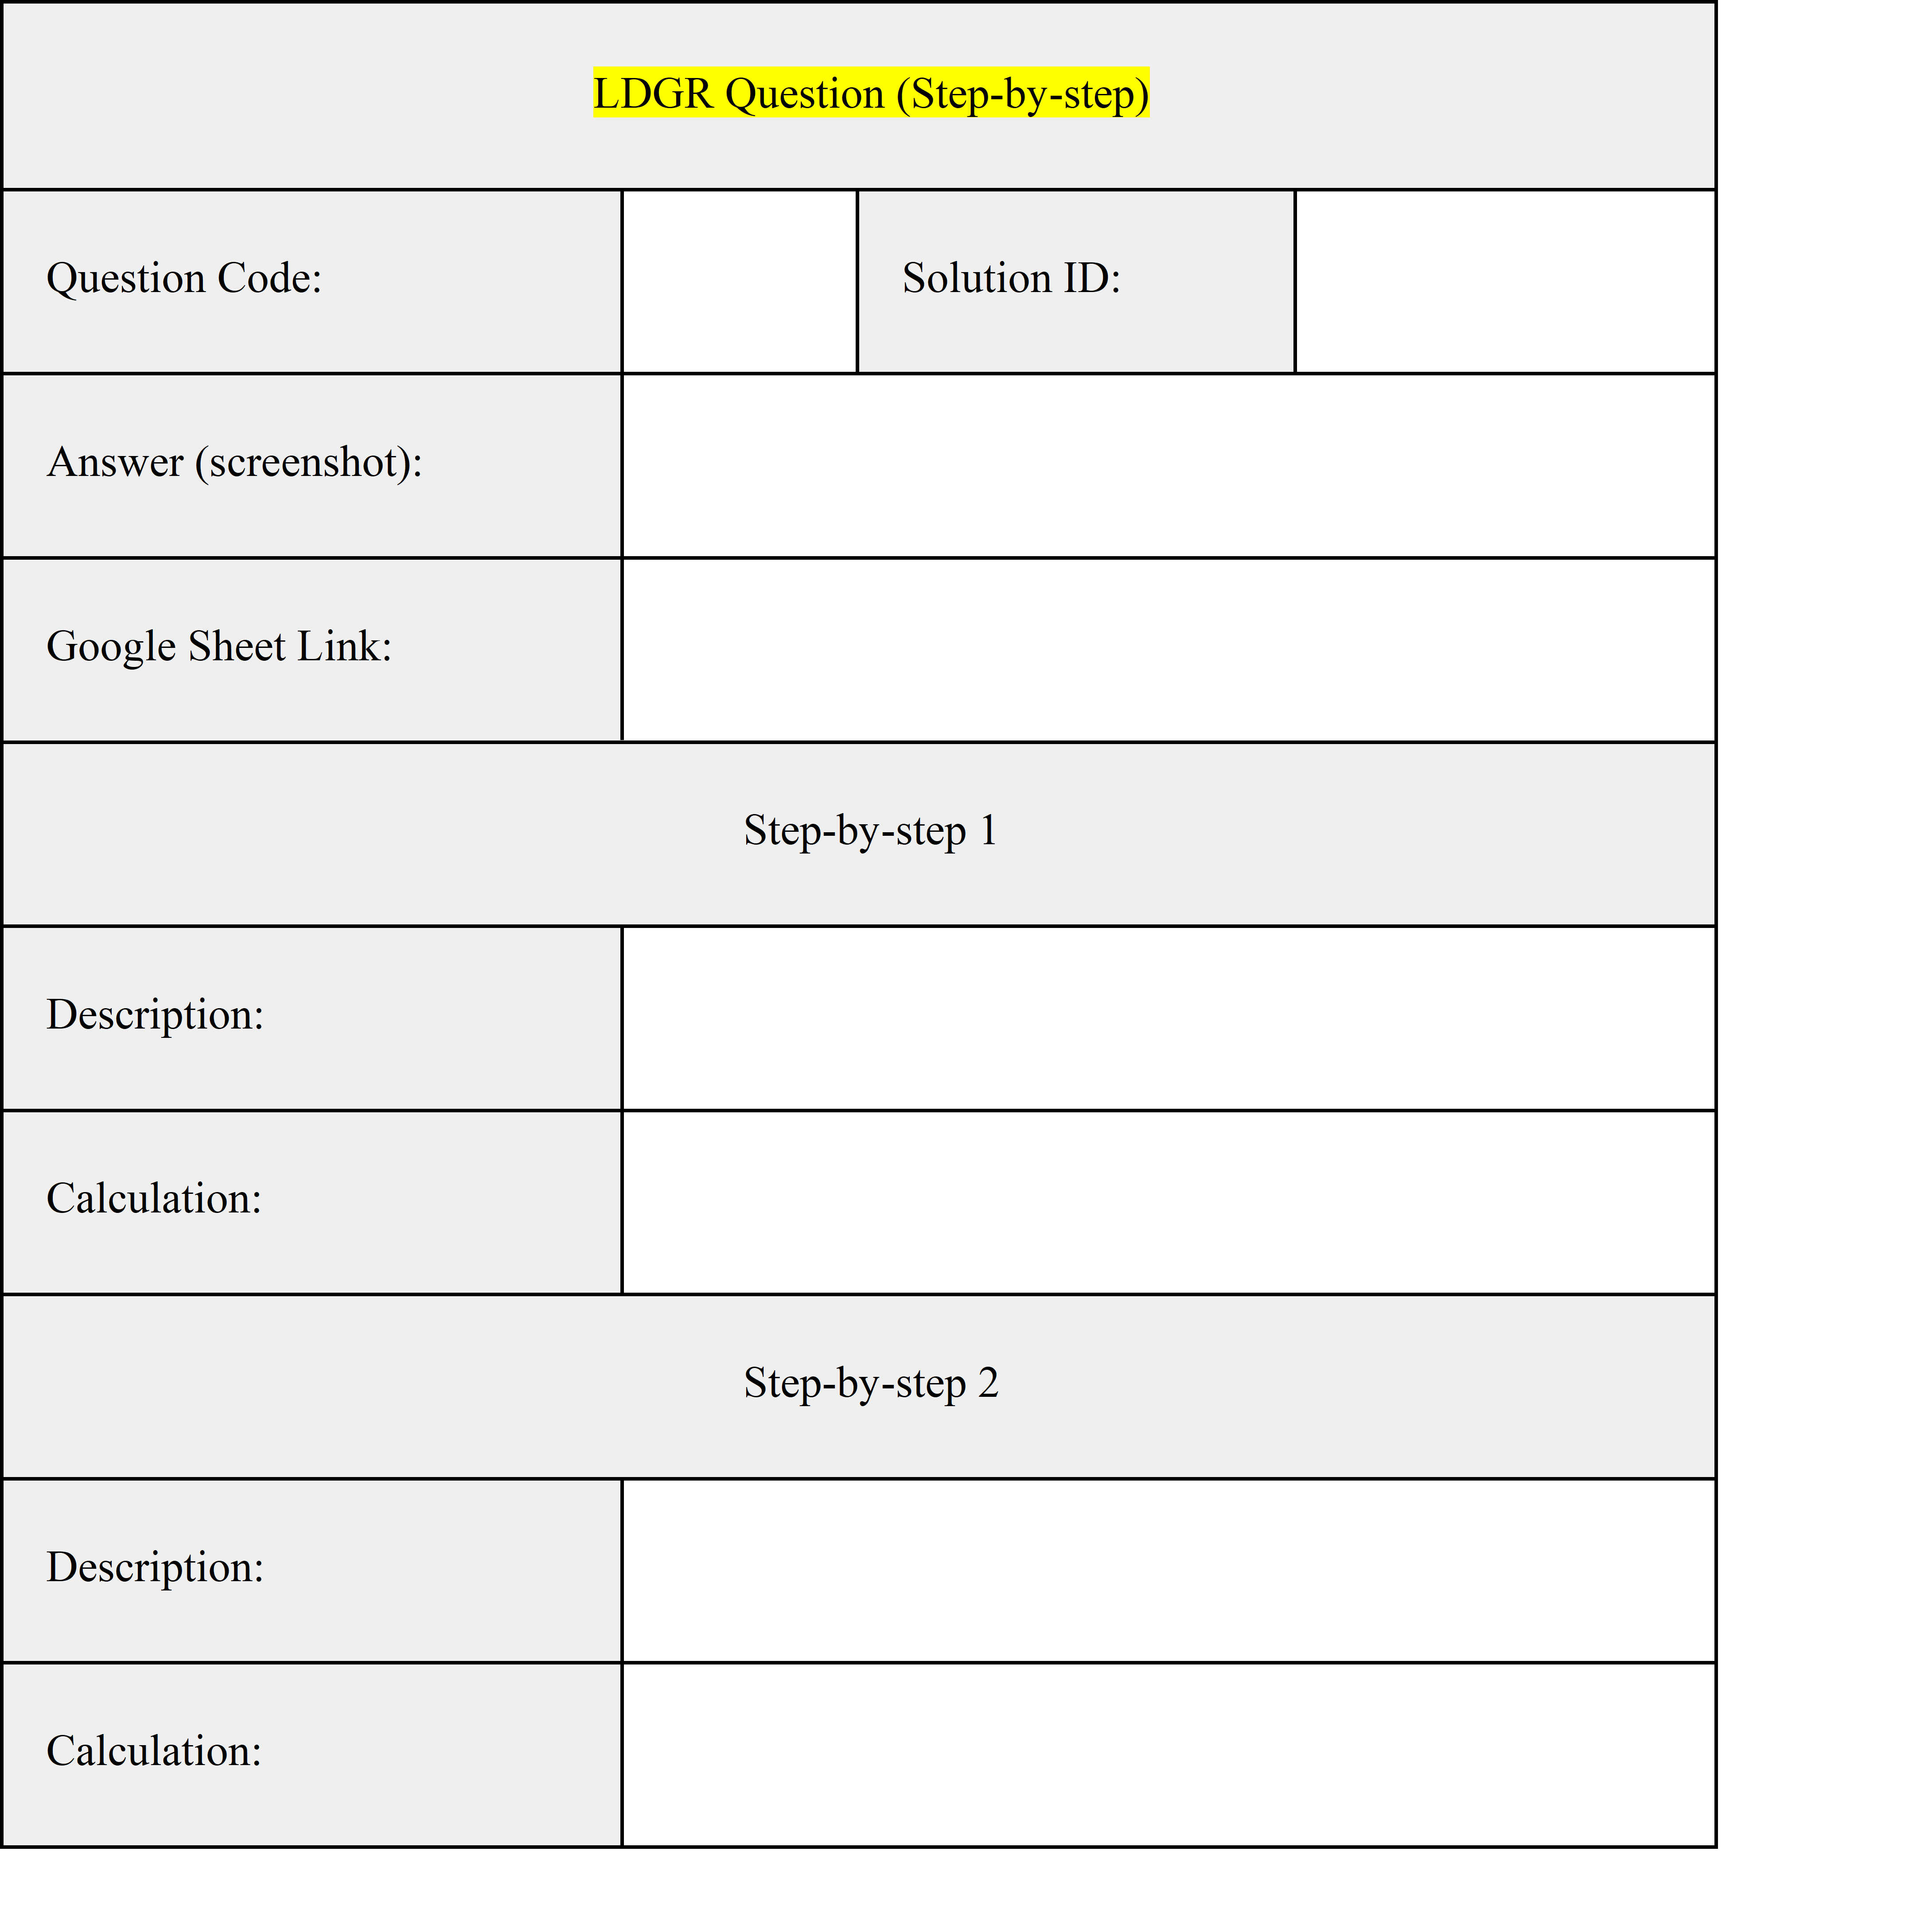 LDGR Question (Step-by-step)
Question Code:
Solution ID:
Answer (screenshot):
Google Sheet Link:
Step-by-step 1
Description:
Calculation:
Step-by-step 2
Description:
Calculation: